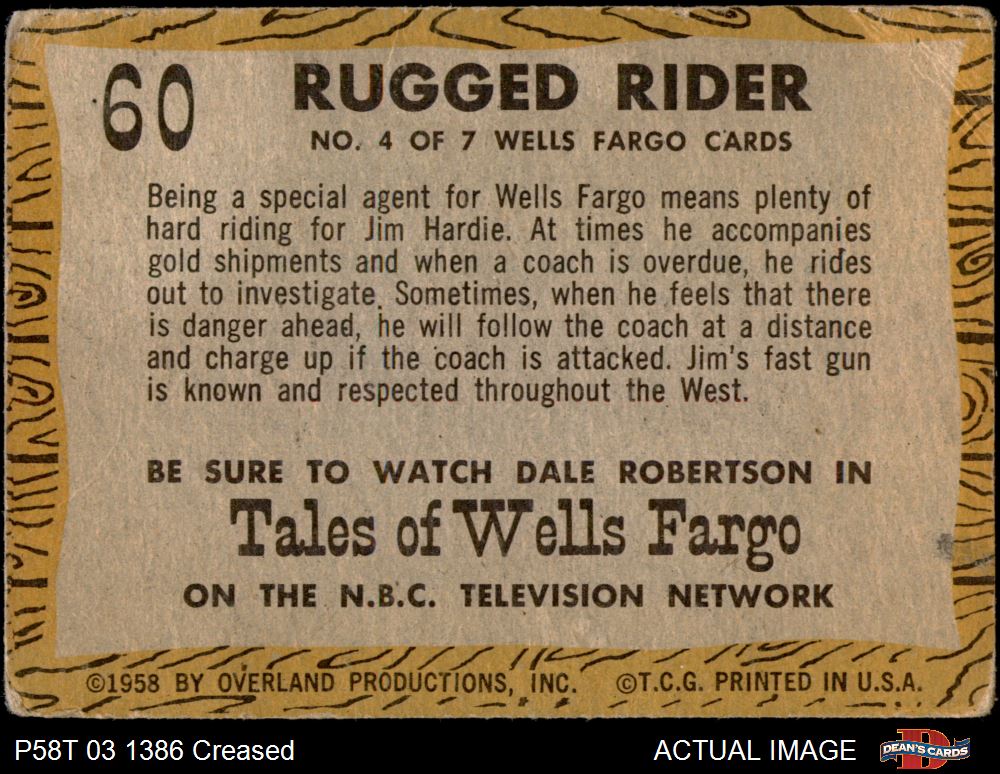 60
RUGGED RIDER
NO. 4 OF 7 WELLS FARGO CARDS
Being a special agent for Wells Fargo means plenty of
hard riding for Jim Hardie. At times he accompanies
gold shipments and when a coach is overdue, he rides
out to investigate. Sometimes, when he feels that there
is danger ahead, he will follow the coach at a distance
and charge up if the coach is attacked. Jim's fast gun
is known and respected throughout the West.
BE SURE TO WATCH DALE ROBERTSON IN
Tales of Wells Fargo
ON THE N.B.C. TELEVISION NETWORK
©1958 BY OVERLAND PRODUCTIONS, INC. ©T.C.G. PRINTED IN U.S.A.
P58T 03 1386 Creased ACTUAL IMAGE DEAN'S CARDS